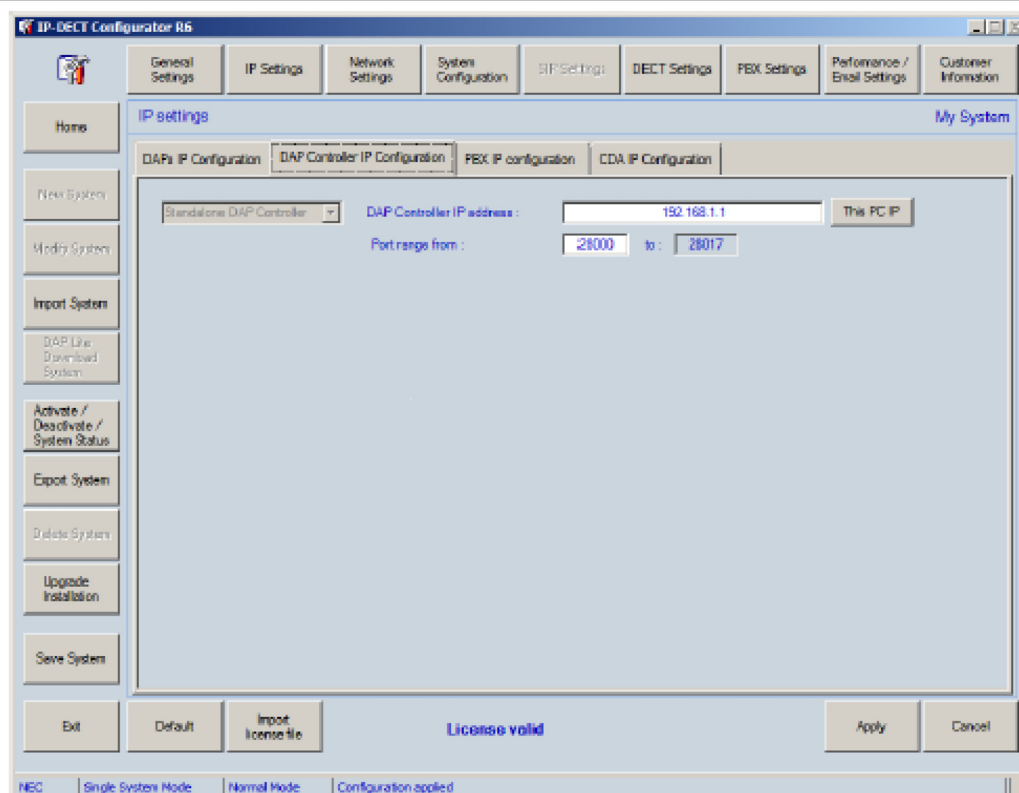 IP-DECT Configurator R6
General Settings
IP Settings
Network Settings
System Configuration
SIP Settings
DECT Settings
PBX Settings
Performance / Email Settings
Customer Information
Home
New System
Modify System
Import System
DAP Lite Download System
Activate / Deactivate / System Status
Export System
Delete System
Upgrade Installation
Save System
Exit
IP settings
My System
DAPs IP Configuration
DAP Controller IP Configuration
PBX IP configuration
CDA IP Configuration
Standalone DAP Controller
DAP Controller IP address :
192.168.1.1
This PC IP
Port range from :
28000
to :
28017
Default
Import license file
License valid
Apply
Cancel
NEC
Single System Mode
Normal Mode
Configuration applied